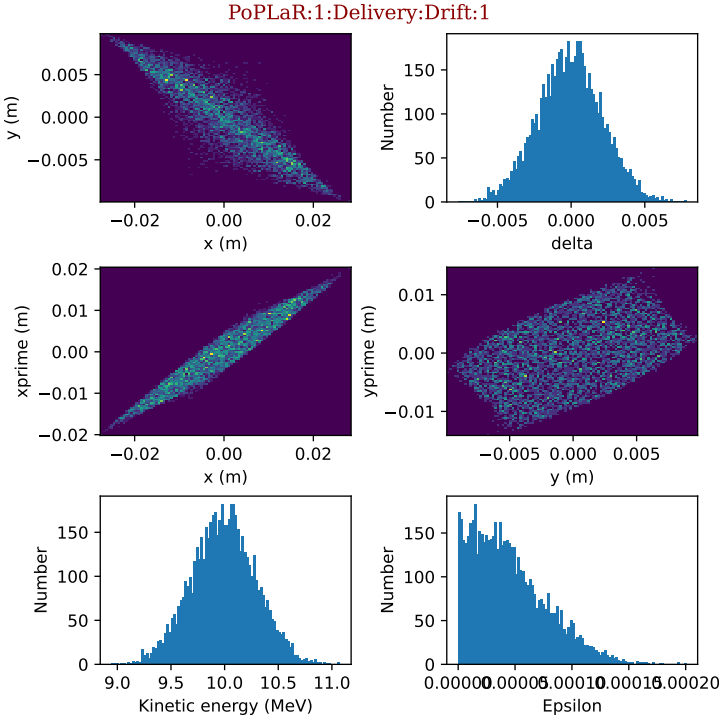 PoPLaR:1:Delivery:Drift:1
0.005
0.000
−0.005
y (m)
−0.02 0.00 0.02
x (m)
150
100
50
0
Number
−0.005 0.000 0.005
delta
0.02
0.01
0.00
−0.01
−0.02
xprime (m)
−0.02 0.00 0.02
x (m)
0.01
0.00
−0.01
yprime (m)
−0.005 0.000 0.005
y (m)
150
100
50
0
Number
9.0 9.5 10.0 10.5 11.0
Kinetic energy (MeV)
150
100
50
0
Number
0.00000 0.00005 0.00010 0.00015 0.00020
Epsilon